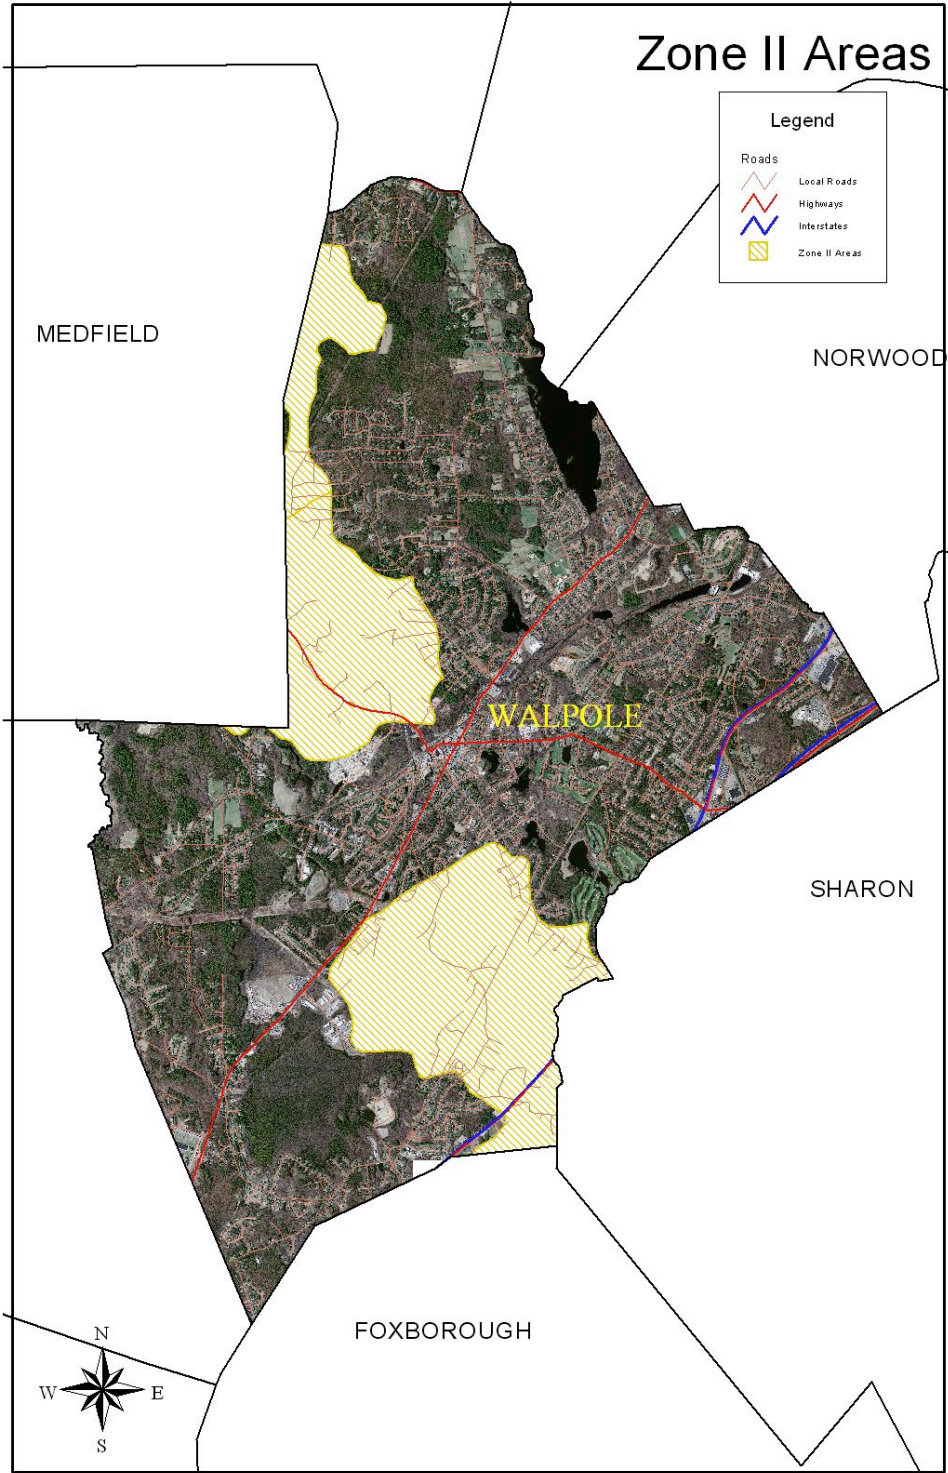 Zone II Areas
Legend
Roads
Local Roads
Highways
Interstates
Zone II Areas
MEDFIELD
NORWOOD
WALPOLE
SHARON
FOXBOROUGH
N
W E
S